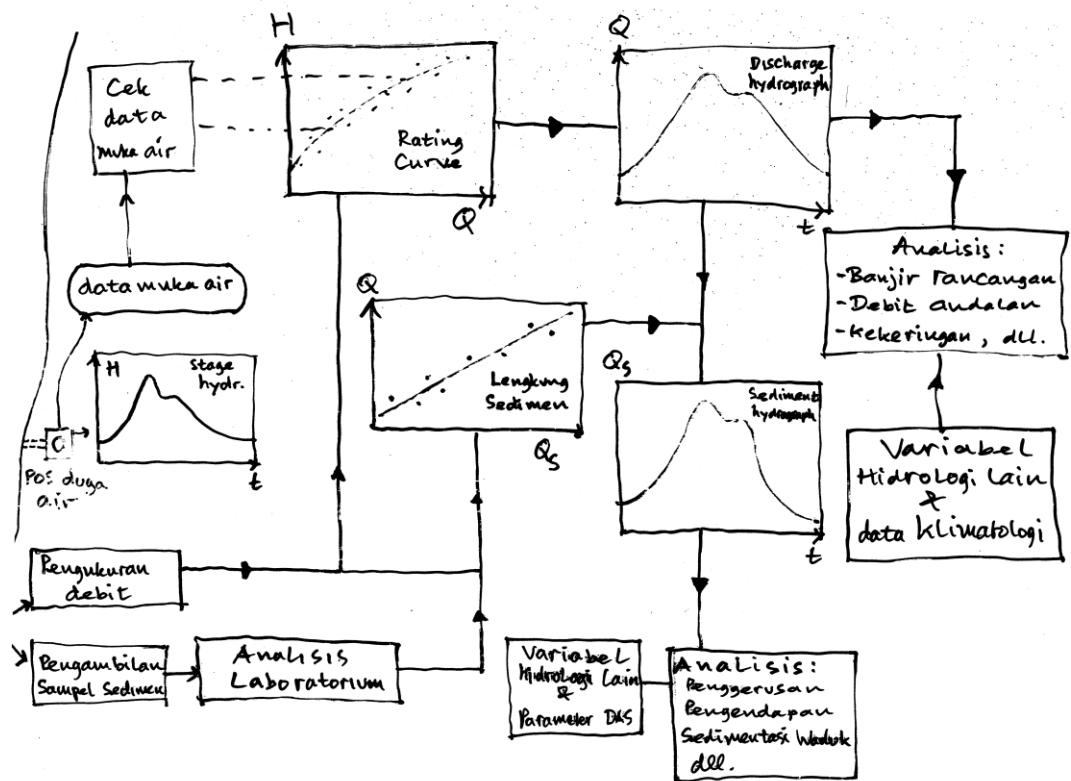 H
Cek
data
muka air
Rating
Curve
Q
Q
Discharge
hydrograph
t
Analisis:
-Banjir rancangan
-Debit andalan
-Kekeringan, dll.
data muka air
Q
Lengkung
Sedimen
Qs
H
Stage
hydr.
t
Pos duga
air
Qs
Sediment
hydrograph
t
Variabel
Hidrologi lain
&
data Klimatologi
Pengukuran
debit
Pengambilan
Sampel Sedimen
Analisis
Laboratorium
Variabel
Hidrologi Lain
&
Parameter DAS
Analisis:
Penggerusan
Pengendapan
Sedimentasi Waduk
dll.